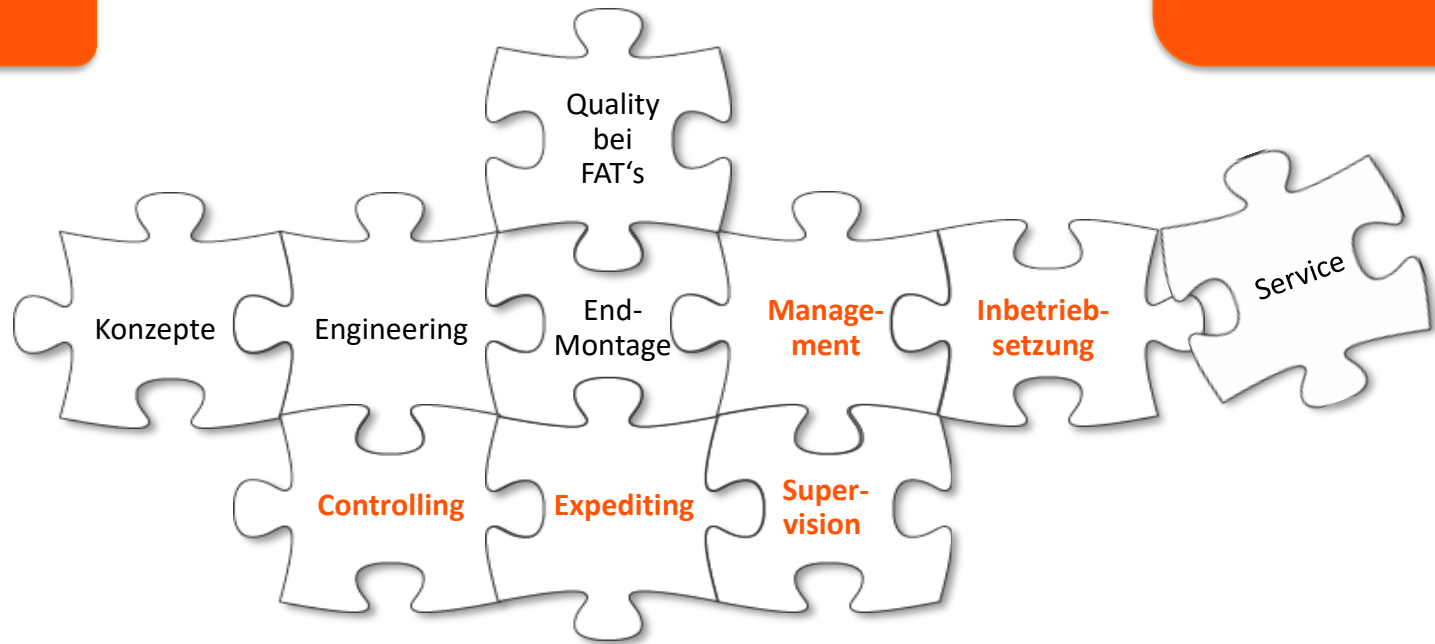 Quality
bei
FAT‘s
Konzepte
Engineering
End-
Montage
Manage-
ment
Inbetrieb-
setzung
Service
Controlling
Expediting
Super-
vision